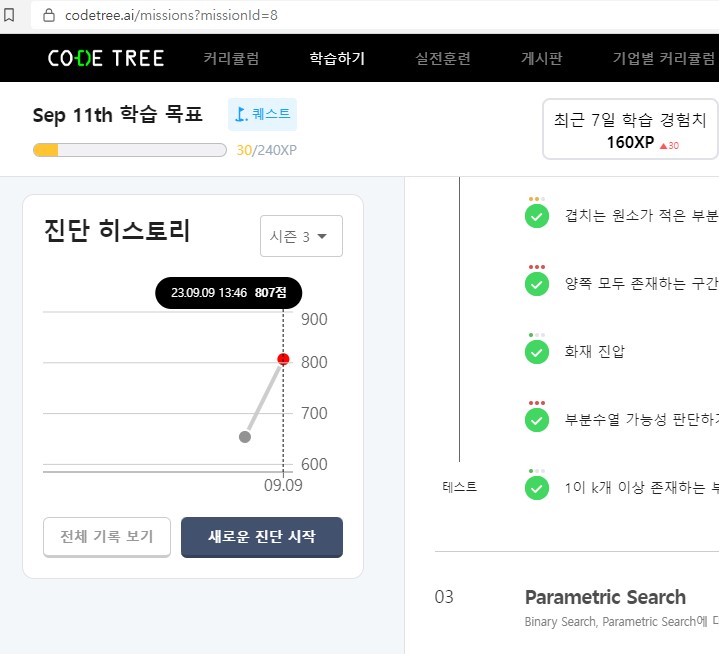 codetree.ai/missions?missionId=8
CODE TREE 커리큘럼 학습하기 실전훈련 게시판 기업별 커리큘럼
Sep 11th 학습 목표 퀘스트
30/240XP
최근 7일 학습 경험치
160XP ▲30
진단 히스토리
시즌 3
23.09.09 13:46 807점
900
800
700
600
09.09
전체 기록 보기
새로운 진단 시작
겹치는 원소가 적은 부분
양쪽 모두 존재하는 구간
화재 진압
부분수열 가능성 판단하기
테스트
1이 k개 이상 존재하는 부
03 Parametric Search
Binary Search, Parametric Search에